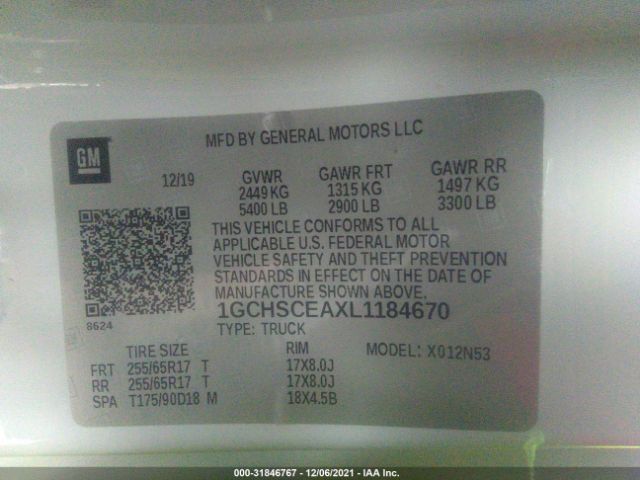 MFD BY GENERAL MOTORS LLC
GM
12/19
GVWR GAWR FRT GAWR RR
2449 KG 1315 KG 1497 KG
5400 LB 2900 LB 3300 LB
THIS VEHICLE CONFORMS TO ALL
APPLICABLE U.S. FEDERAL MOTOR
VEHICLE SAFETY AND THEFT PREVENTION
STANDARDS IN EFFECT ON THE DATE OF
MANUFACTURE SHOWN ABOVE.
8624
1GCHSCEAXL1184670
TYPE: TRUCK
TIRE SIZE RIM MODEL: X012N53
FRT 255/65R17 T 17X8.0J
RR 255/65R17 T 17X8.0J
SPA T175/90D18 M 18X4.5B
000-31846767 - 12/06/2021 - IAA Inc.